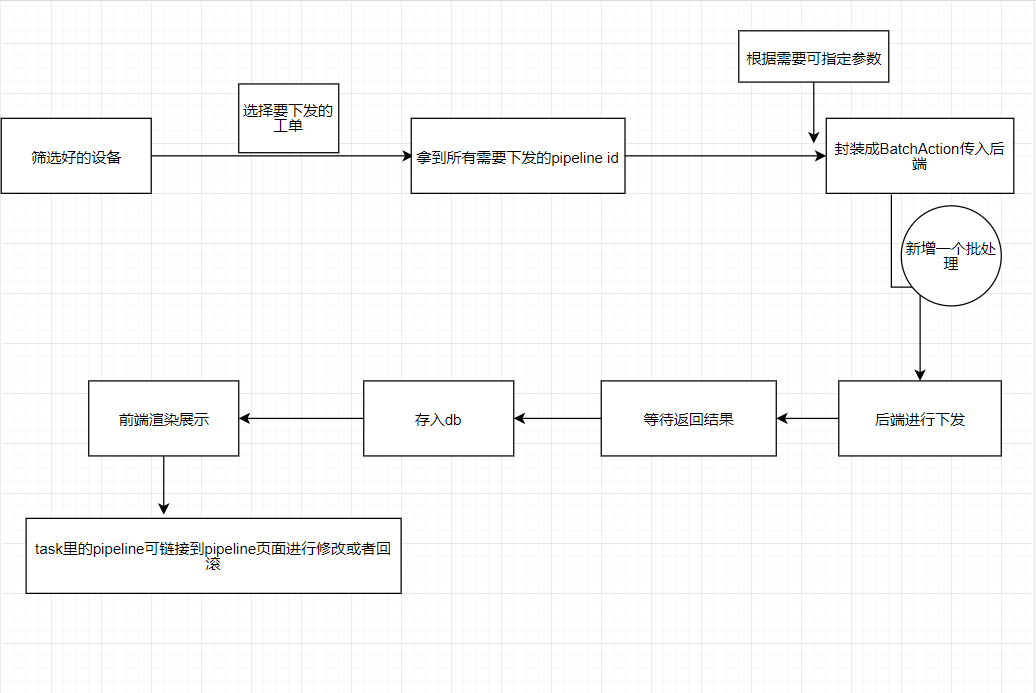 根据需要可指定参数
选择要下发的
工单
筛选好的设备
拿到所有需要下发的pipeline id
封装成BatchAction传入后
端
新增一个批处
理
前端渲染展示
存入db
等待返回结果
后端进行下发
task里的pipeline可链接到pipeline页面进行修改或者回
滚